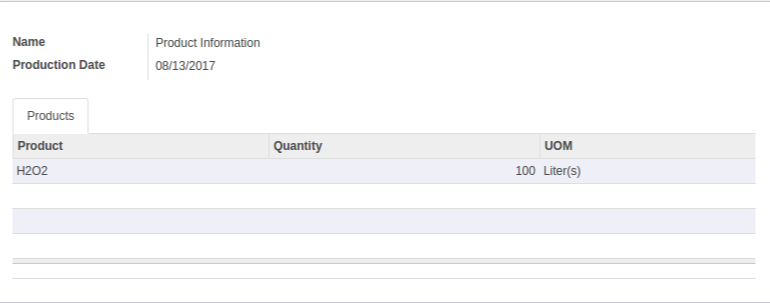 Name Product Information
Production Date 08/13/2017
Products
Product Quantity UOM
H2O2 100 Liter(s)